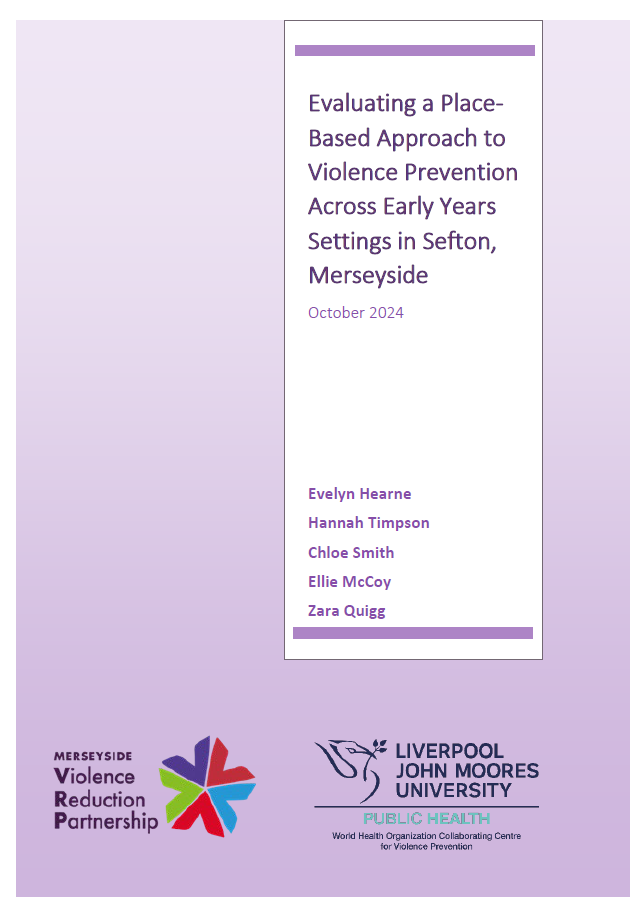 Evaluating a Place-
Based Approach to
Violence Prevention
Across Early Years
Settings in Sefton,
Merseyside
October 2024
Evelyn Hearne
Hannah Timpson
Chloe Smith
Ellie McCoy
Zara Quigg
MERSEYSIDE
Violence
Reduction
Partnership
LIVERPOOL
JOHN MOORES
UNIVERSITY
PUBLIC HEALTH
World Health Organization Collaborating Centre
for Violence Prevention